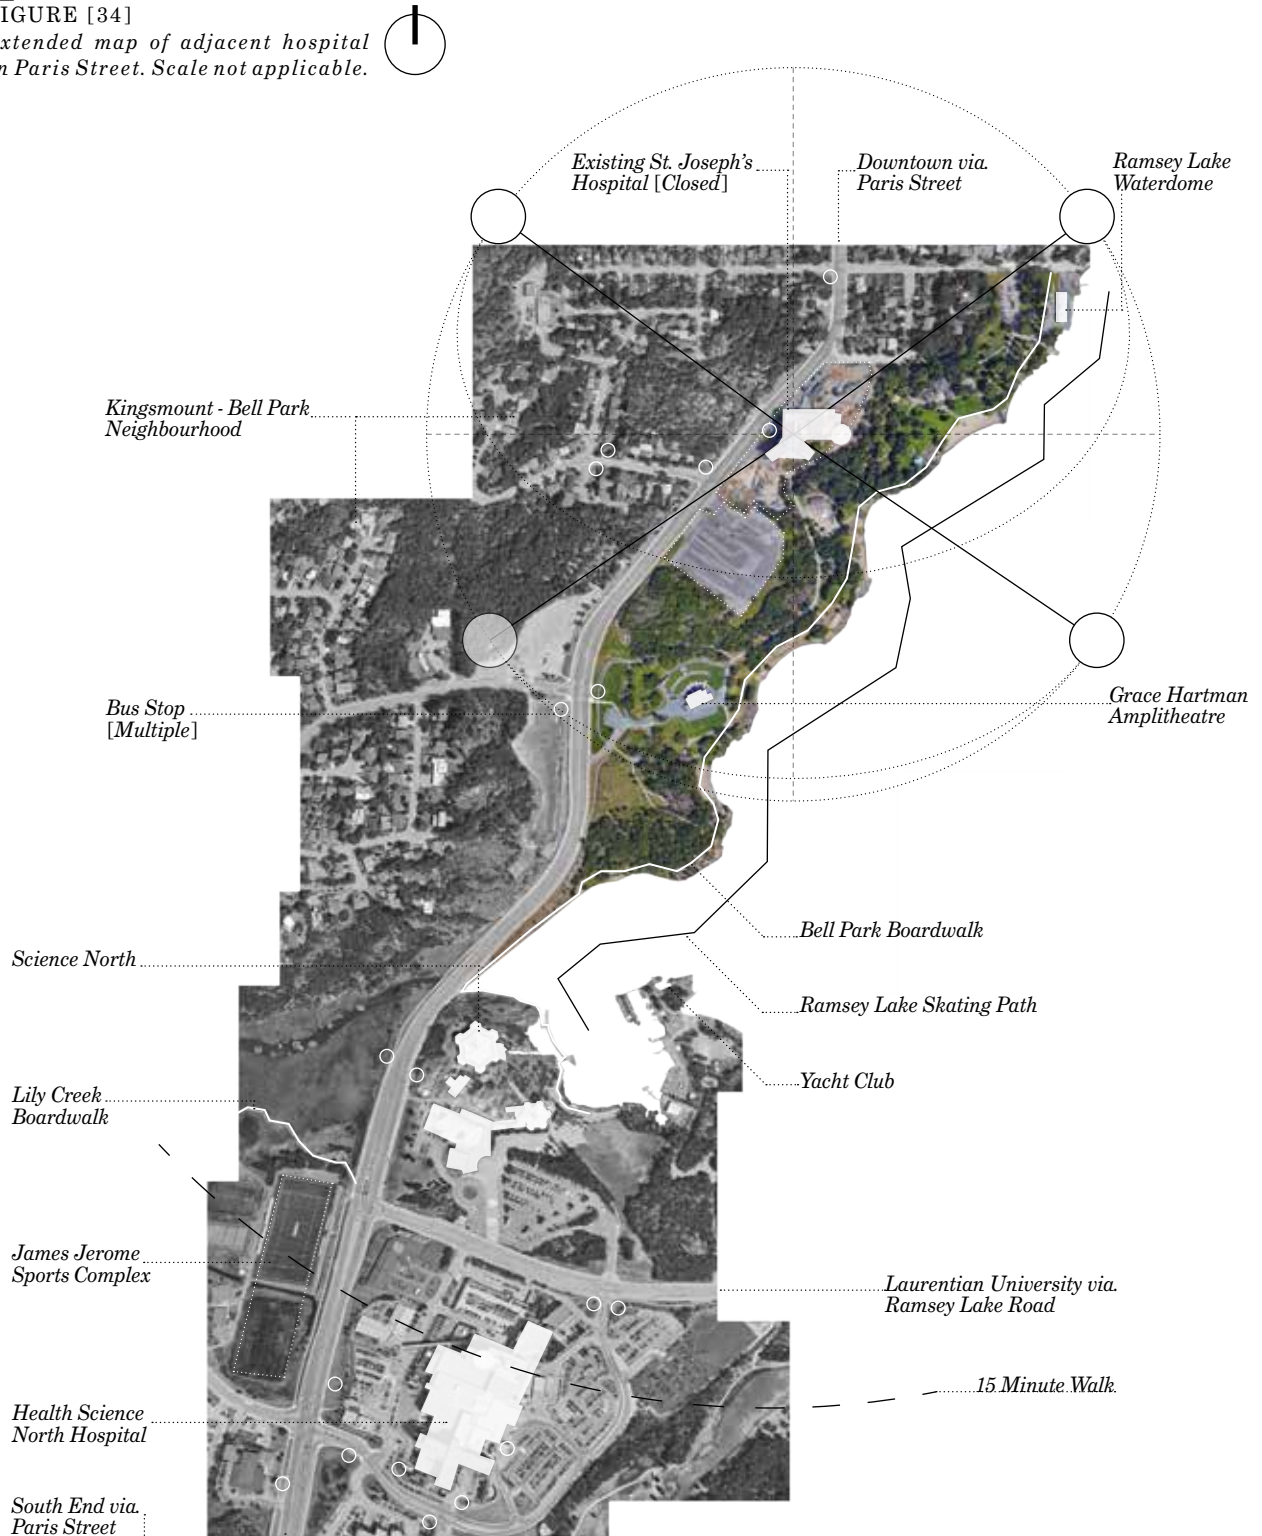 IGURE [34]
xtended map of adjacent hospital
n Paris Street. Scale not applicable.
Existing St. Joseph's
Hospital [Closed]
Downtown via.
Paris Street
Ramsey Lake
Waterdome
Kingsmount - Bell Park
Neighbourhood
Bus Stop
[Multiple]
Grace Hartman
Amplitheatre
Bell Park Boardwalk
Science North
Ramsey Lake Skating Path
Yacht Club
Lily Creek
Boardwalk
James Jerome
Sports Complex
Laurentian University via.
Ramsey Lake Road
15 Minute Walk
Health Science
North Hospital
South End via.
Paris Street